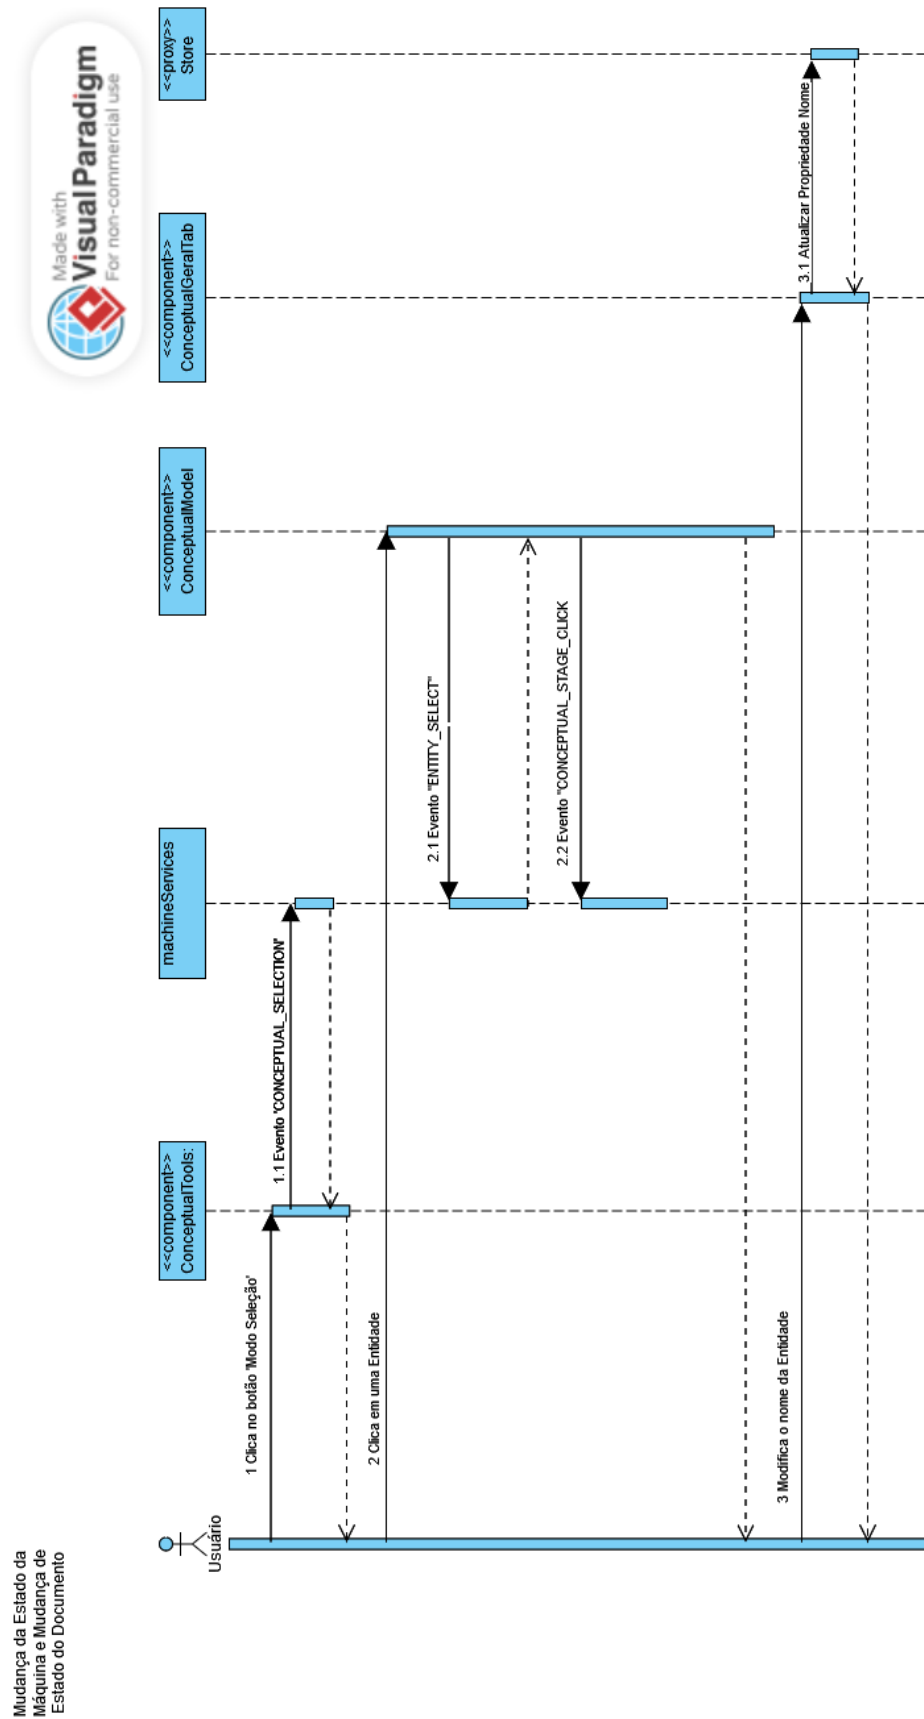 Mudança da Estado da
Máquina e Mudança de
Estado do Documento
Made with
Visual Paradigm
For non-commercial use
Usuário
<<component>>
ConceptualTools:
machineServices
<<component>>
ConceptualModel
<<component>>
ConceptualGeralTab
<<proxy>>
Store
1 Clica no botão 'Modo Seleção'
1.1 Evento 'CONCEPTUAL_SELECTION'
2 Clica em uma Entidade
2.1 Evento "ENTITY_SELECT"
2.2 Evento "CONCEPTUAL_STAGE_CLICK
3 Modifica o nome da Entidade
3.1 Atualizar Propriedade Nome